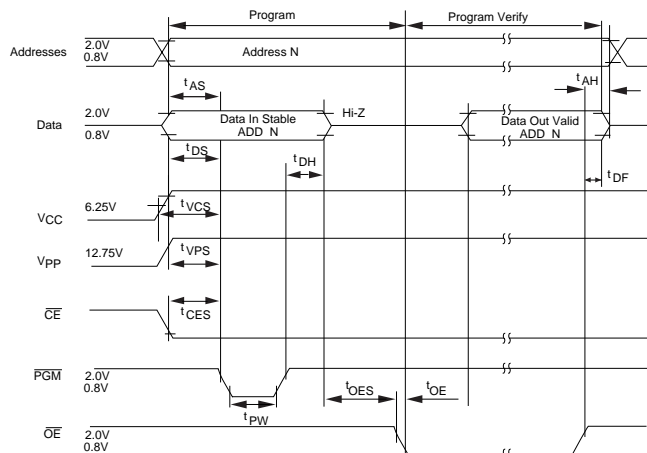 Program
Program Verify
Addresses
2.0V
0.8V
Address N
tAS
tAH
Data
2.0V
0.8V
Data In Stable
ADD N
Hi-Z
Data Out Valid
ADD N
tDS
tDH
tDF
VCC
6.25V
tVCS
VPP
12.75V
tVPS
CE
tCES
PGM
2.0V
0.8V
tPW
tOES
tOE
OE
2.0V
0.8V